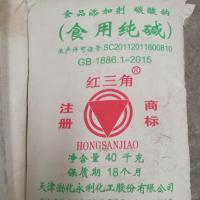 食品添加剂 碳酸钠
(食用纯碱)
生产许可证号:SC20112011600810
GB 1886.1-2015
红三角
注册 商标
HONGSANJIAO
净含量 40 千克
保质期 18个月
天津渤化永利化工股份有限公司